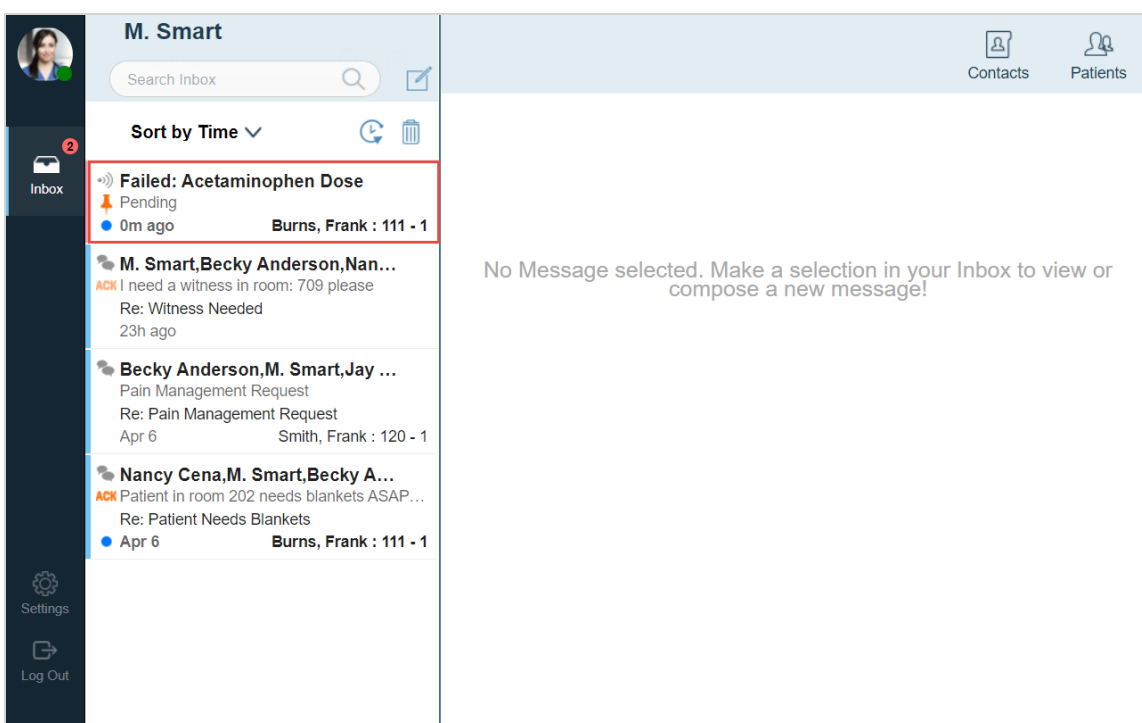 M. Smart
Search Inbox
Contacts
Patients
Sort by Time
2
Inbox
Failed: Acetaminophen Dose
Pending
0m ago Burns, Frank : 111 - 1
M. Smart,Becky Anderson,Nan...
ACK I need a witness in room: 709 please
Re: Witness Needed
23h ago
Becky Anderson,M. Smart,Jay ...
Pain Management Request
Re: Pain Management Request
Apr 6 Smith, Frank : 120 - 1
Nancy Cena,M. Smart,Becky A...
ACK Patient in room 202 needs blankets ASAP...
Re: Patient Needs Blankets
Apr 6 Burns, Frank : 111 - 1
No Message selected. Make a selection in your Inbox to view or
compose a new message!
Settings
Log Out